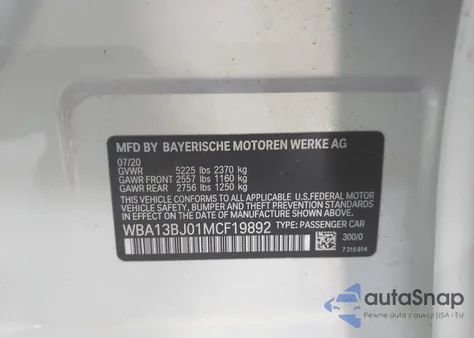 MFD BY BAYERISCHE MOTOREN WERKE AG
07/20
GVWR 5225 lbs 2370 kg
GAWR FRONT 2557 lbs 1160 kg
GAWR REAR 2756 lbs 1250 kg
THIS VEHICLE CONFORMS TO ALL APPLICABLE U.S.FEDERAL MOTOR
VEHICLE SAFETY, BUMPER, AND THEFT PREVENTION STANDARDS IN
EFFECT ON THE DATE OF MANUFACTURE SHOWN ABOVE.
WBA13BJ01MCF19892 TYPE: PASSENGER CAR
300/0
7 315 814
autoSnap
Pewne auta z USA i EU